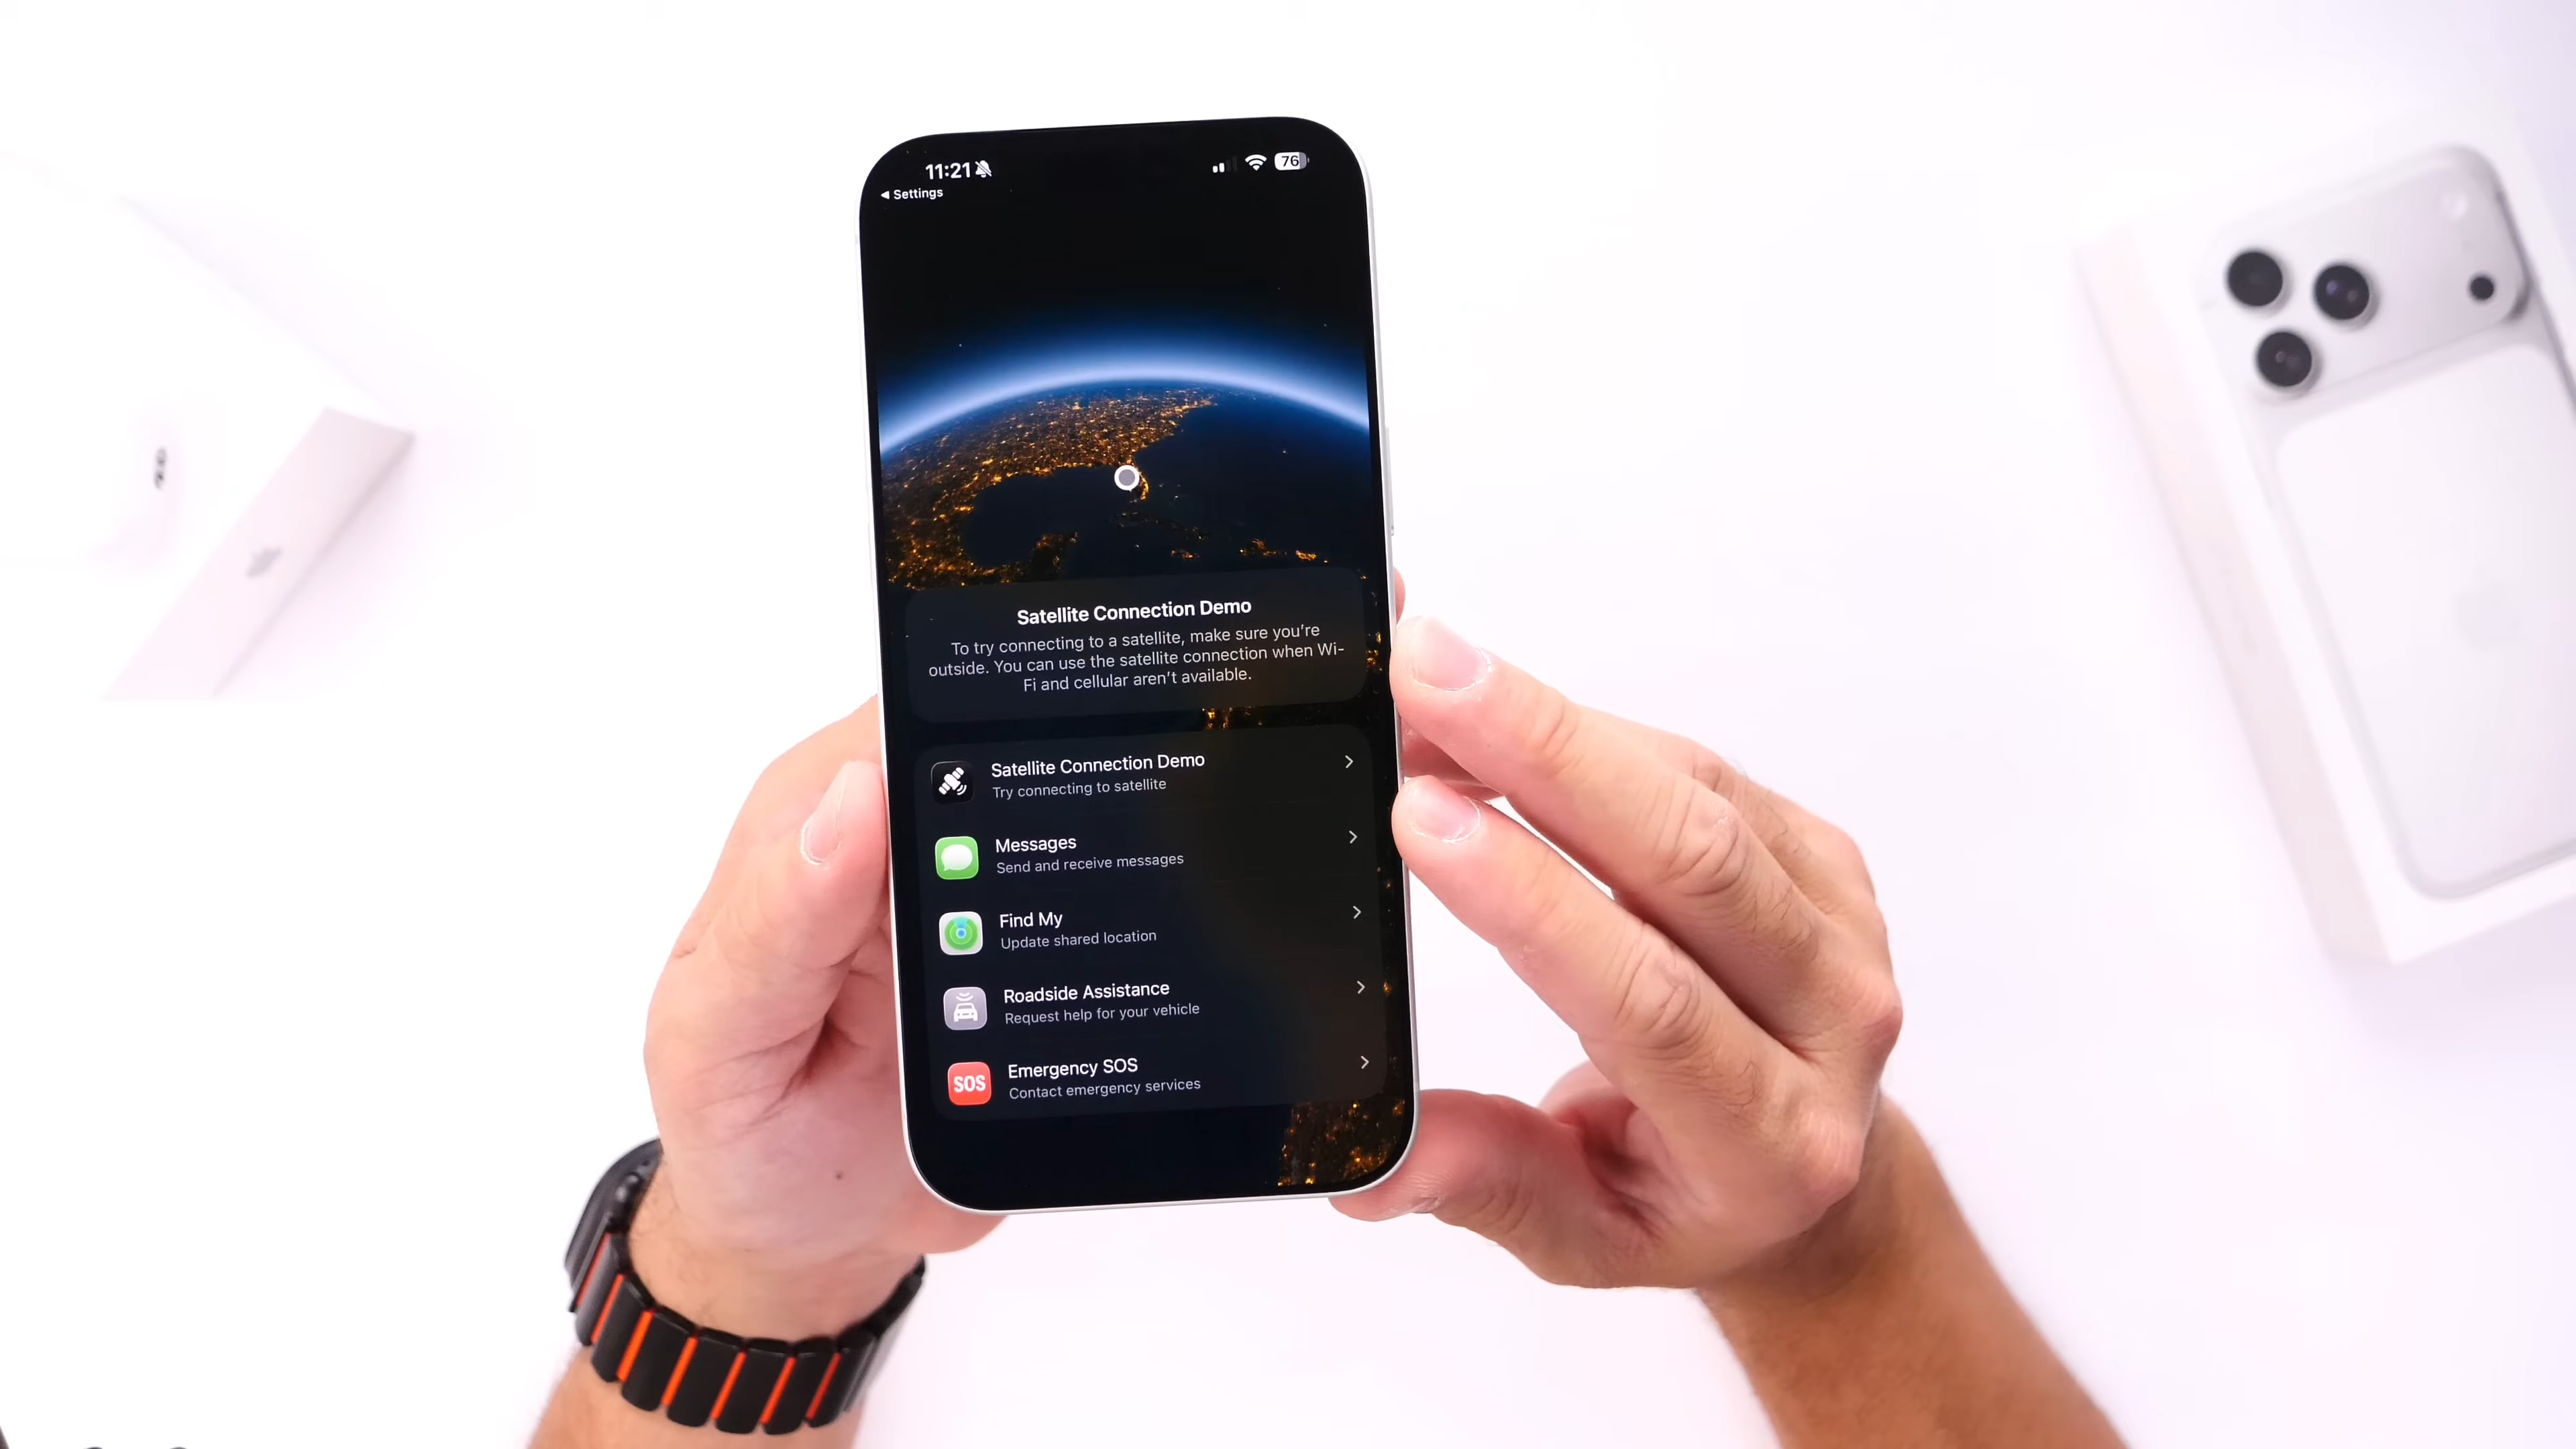 11:21
76
Settings
Satellite Connection Demo
To try connecting to a satellite, make sure you're
outside. You can use the satellite connection when Wi-
Fi and cellular aren't available.
Satellite Connection Demo
Try connecting to satellite
Messages
Send and receive messages
Find My
Update shared location
Roadside Assistance
Request help for your vehicle
SOS
Emergency SOS
Contact emergency services